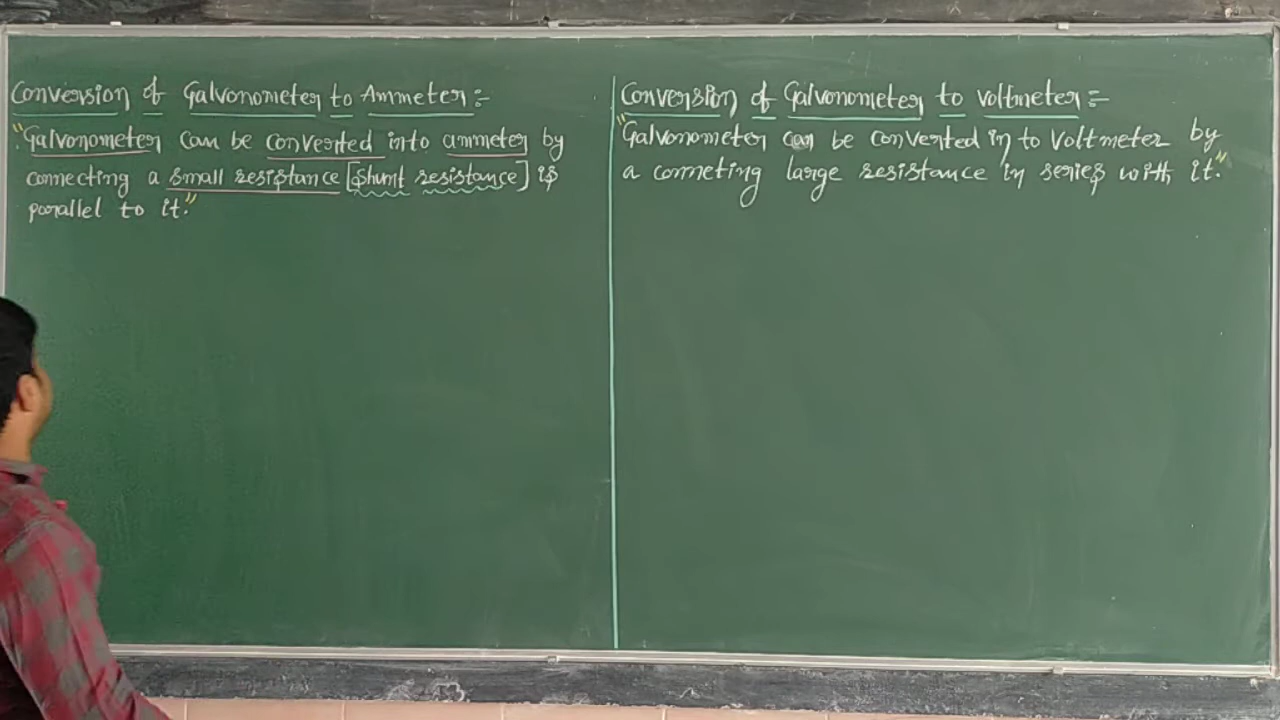 Conversion of Galvonometer to Ammeter:-
"Galvonometer can be converted into ammeter by
connecting a small resistance [shunt resistance] is
parallel to it."
Conversion of Galvonometer to voltmeter:-
"Galvonometer can be converted in to voltmeter by
a conneting large resistance in series with it."